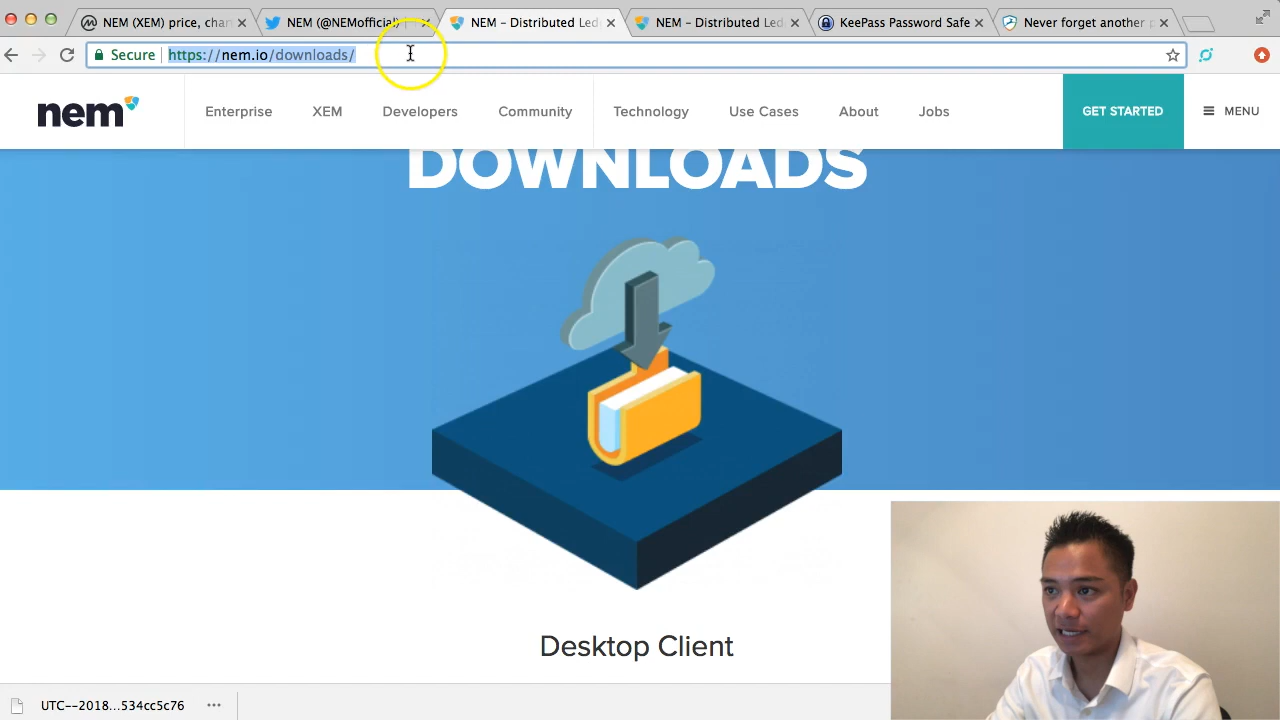 NEM (XEM) price, char
NEM (@NEMofficial)
NEM – Distributed Led
NEM – Distributed Led
KeePass Password Safe
Never forget another p
Secure
https://nem.io/downloads/
nem
Enterprise
XEM
Developers
Community
Technology
Use Cases
About
Jobs
GET STARTED
MENU
DOWNLOADS
Desktop Client
UTC--2018...534cc5c76